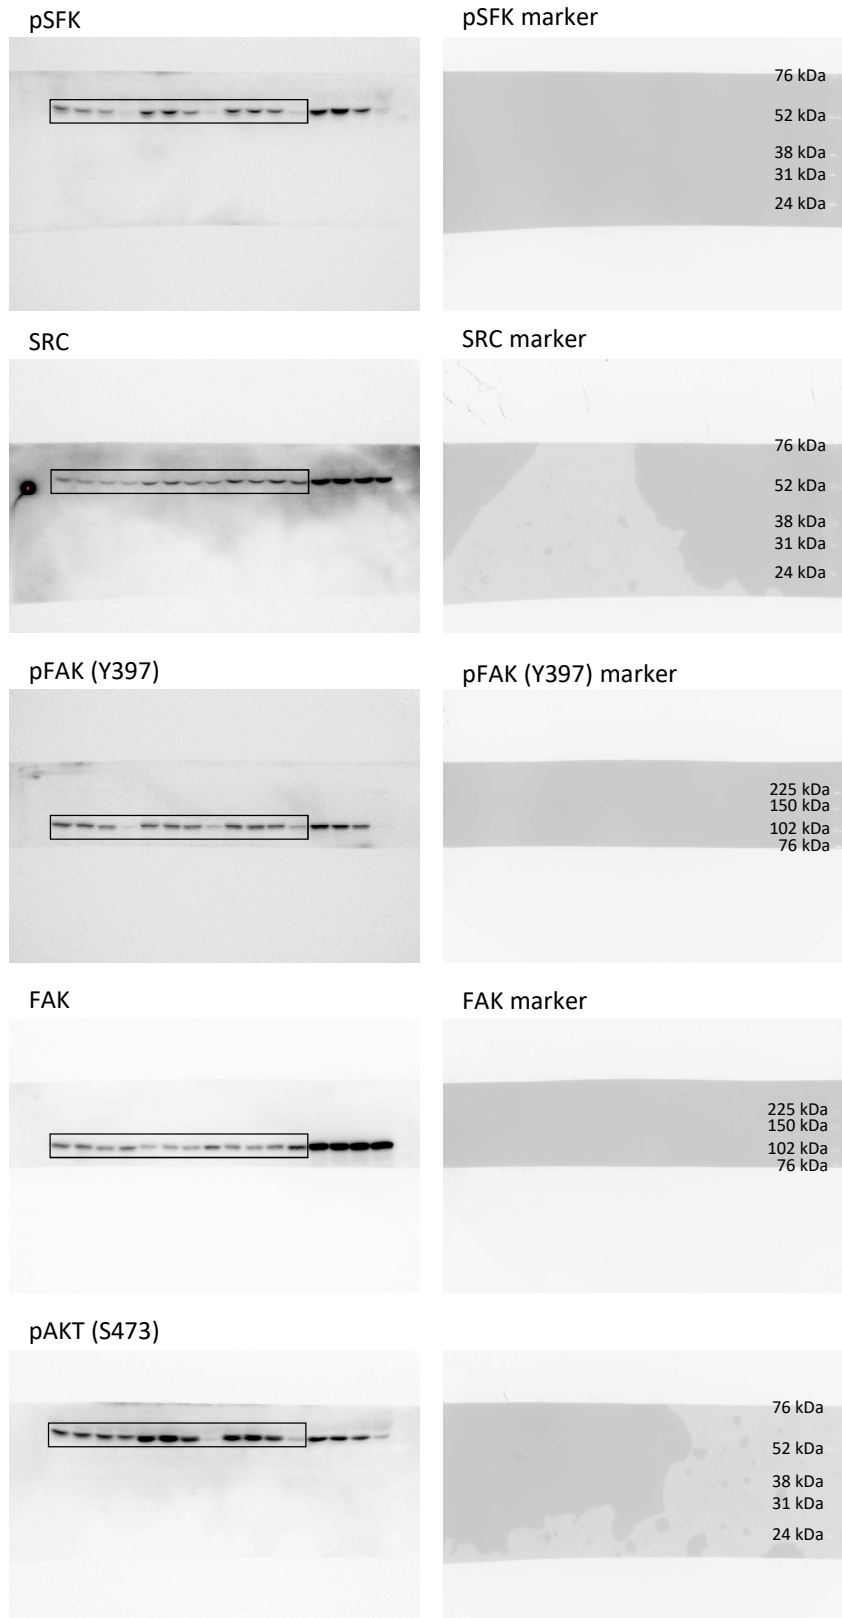 pSFK
pSFK marker
76 kDa
52 kDa
38 kDa
31 kDa
24 kDa
SRC
SRC marker
76 kDa
52 kDa
38 kDa
31 kDa
24 kDa
pFAK (Y397)
pFAK (Y397) marker
225 kDa
150 kDa
102 kDa
76 kDa
FAK
FAK marker
225 kDa
150 kDa
102 kDa
76 kDa
pAKT (S473)
76 kDa
52 kDa
38 kDa
31 kDa
24 kDa